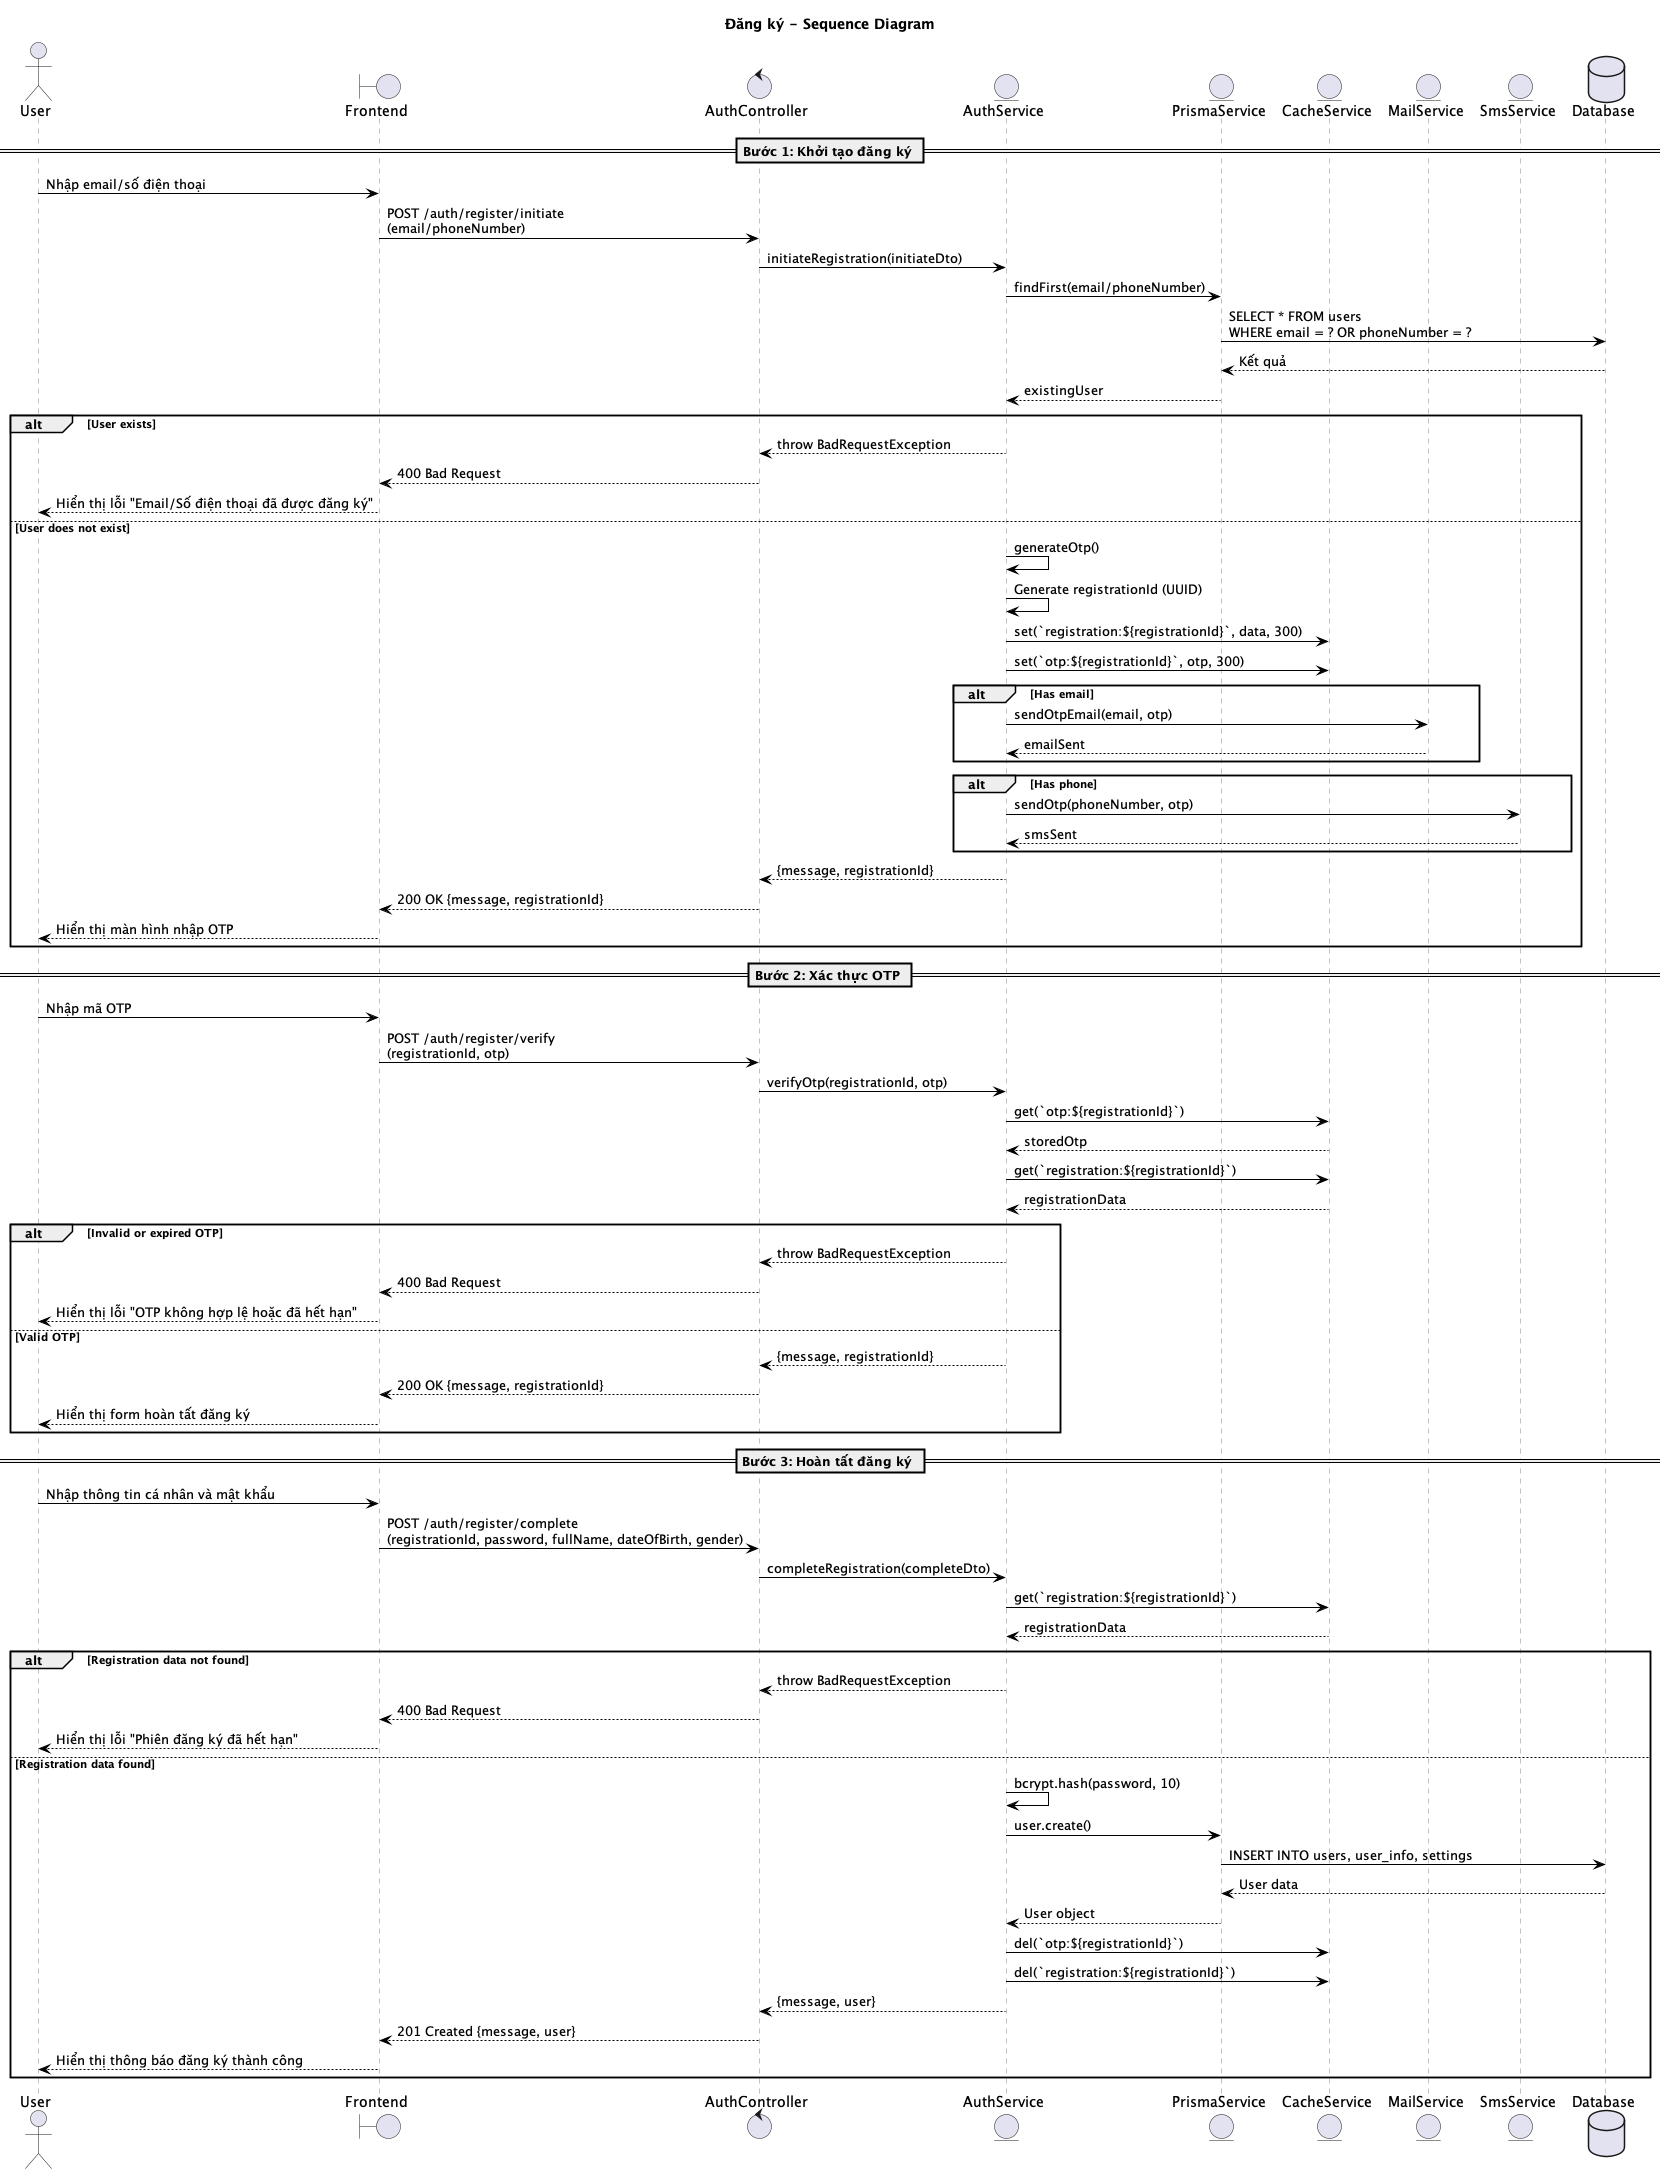 Đăng ký - Sequence Diagram
User
Frontend
AuthController
AuthService
PrismaService
CacheService
MailService
SmsService
Database
Bước 1: Khởi tạo đăng ký
Nhập email/số điện thoại
POST /auth/register/initiate
(email/phoneNumber)
initiateRegistration(initiateDto)
findFirst(email/phoneNumber)
SELECT * FROM users
WHERE email = ? OR phoneNumber = ?
Kết quả
existingUser
alt
[User exists]
throw BadRequestException
400 Bad Request
Hiển thị lỗi "Email/Số điện thoại đã được đăng ký"
[User does not exist]
generateOtp()
Generate registrationId (UUID)
set(`registration:${registrationId}`, data, 300)
set(`otp:${registrationId}`, otp, 300)
alt
[Has email]
sendOtpEmail(email, otp)
emailSent
alt
[Has phone]
sendOtp(phoneNumber, otp)
smsSent
{message, registrationId}
200 OK {message, registrationId}
Hiển thị màn hình nhập OTP
Bước 2: Xác thực OTP
Nhập mã OTP
POST /auth/register/verify
(registrationId, otp)
verifyOtp(registrationId, otp)
get(`otp:${registrationId}`)
storedOtp
get(`registration:${registrationId}`)
registrationData
alt
[Invalid or expired OTP]
throw BadRequestException
400 Bad Request
Hiển thị lỗi "OTP không hợp lệ hoặc đã hết hạn"
[Valid OTP]
{message, registrationId}
200 OK {message, registrationId}
Hiển thị form hoàn tất đăng ký
Bước 3: Hoàn tất đăng ký
Nhập thông tin cá nhân và mật khẩu
POST /auth/register/complete
(registrationId, password, fullName, dateOfBirth, gender)
completeRegistration(completeDto)
get(`registration:${registrationId}`)
registrationData
alt
[Registration data not found]
throw BadRequestException
400 Bad Request
Hiển thị lỗi "Phiên đăng ký đã hết hạn"
[Registration data found]
bcrypt.hash(password, 10)
user.create()
INSERT INTO users, user_info, settings
User data
User object
del(`otp:${registrationId}`)
del(`registration:${registrationId}`)
{message, user}
201 Created {message, user}
Hiển thị thông báo đăng ký thành công
User
Frontend
AuthController
AuthService
PrismaService
CacheService
MailService
SmsService
Database